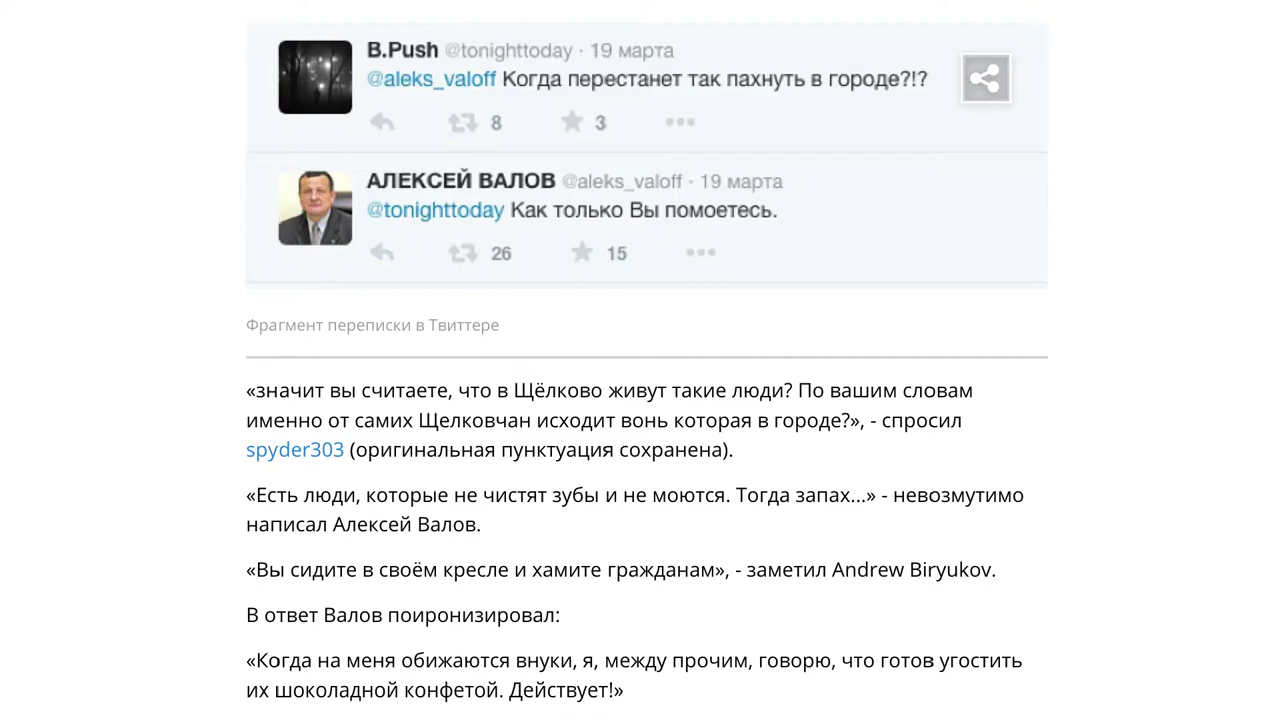 B.Push @tonighttoday · 19 марта
@aleks_valoff Когда перестанет так пахнуть в городе?!?
8 3
АЛЕКСЕЙ ВАЛОВ @aleks_valoff · 19 марта
@tonighttoday Как только Вы помоетесь.
26 15
Фрагмент переписки в Твиттере
«значит вы считаете, что в Щёлково живут такие люди? По вашим словам
именно от самих Щелковчан исходит вонь которая в городе?», - спросил
spyder303 (оригинальная пунктуация сохранена).
«Есть люди, которые не чистят зубы и не моются. Тогда запах...» - невозмутимо
написал Алексей Валов.
«Вы сидите в своём кресле и хамите гражданам», - заметил Andrew Biryukov.
В ответ Валов поиронизировал:
«Когда на меня обижаются внуки, я, между прочим, говорю, что готов угостить
их шоколадной конфетой. Действует!»